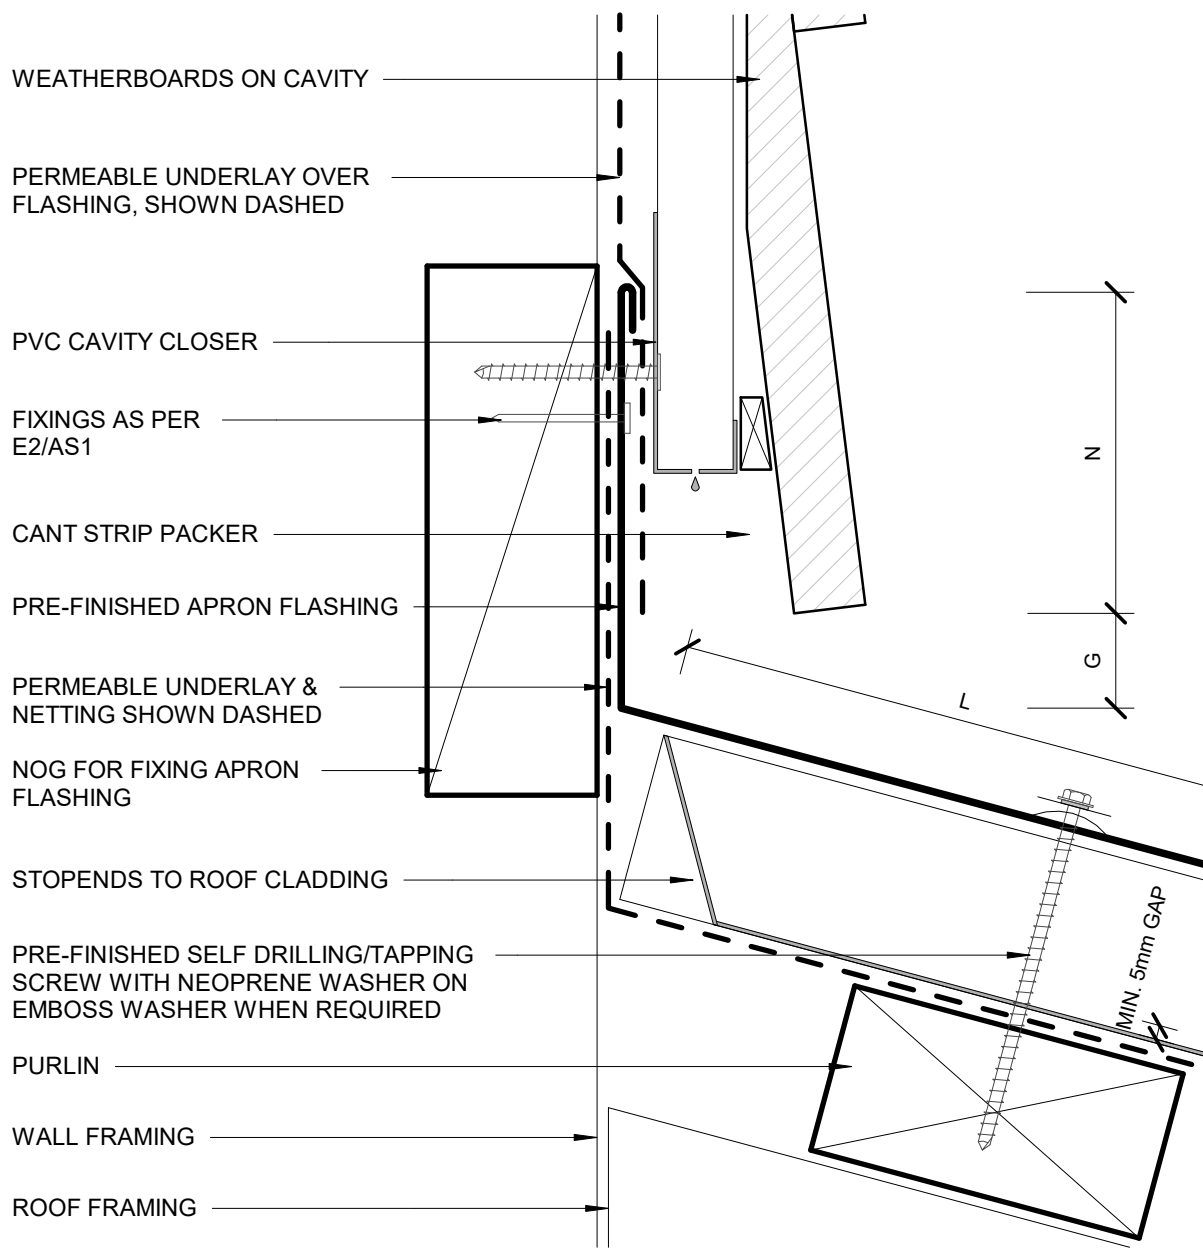 WEATHERBOARDS ON CAVITY
PERMEABLE UNDERLAY OVER
FLASHING, SHOWN DASHED
PVC CAVITY CLOSER
FIXINGS AS PER
E2/AS1
CANT STRIP PACKER
PRE-FINISHED APRON FLASHING
PERMEABLE UNDERLAY &
NETTING SHOWN DASHED
NOG FOR FIXING APRON
FLASHING
STOPENDS TO ROOF CLADDING
PRE-FINISHED SELF DRILLING/TAPPING
SCREW WITH NEOPRENE WASHER ON
EMBOSS WASHER WHEN REQUIRED
PURLIN
WALL FRAMING
ROOF FRAMING
N
G
L
MIN. 5mm GAP